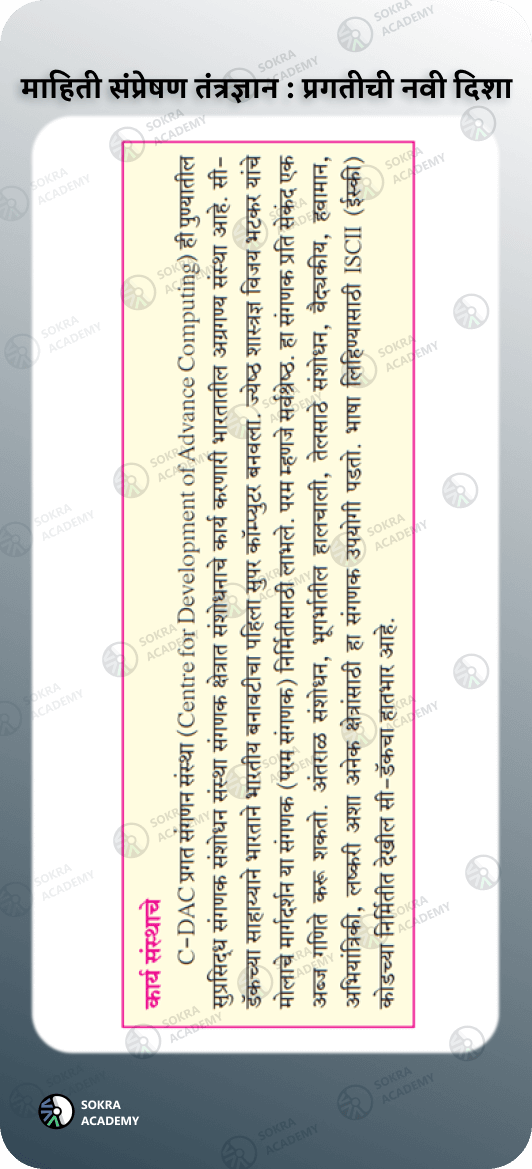 माहिती संप्रेषण तंत्रज्ञान : प्रगतीची नवी दिशा
कार्य संस्थाचे
C-DAC प्रगत संगणन संस्था (Centre for Development of Advance Computing) ही पुण्यातील
सुप्रसिद्ध संगणक संशोधन संस्था संगणक क्षेत्रात संशोधनाचे कार्य करणारी भारतातील अग्रगण्य संस्था आहे. सी-
डॅकच्या साहाय्याने भारताने भारतीय बनावटीचा पहिला सुपर कॉम्प्युटर बनवला. ज्येष्ठ शास्त्रज्ञ विजय भटकर यांचे
मोलाचे मार्गदर्शन या संगणक (परम संगणक) निर्मितीसाठी लाभले. परम म्हणजे सर्वश्रेष्ठ. हा संगणक प्रति सेकंद एक
अब्ज गणिते करू शकतो. अंतराळ संशोधन, भूगर्भातील हालचाली, तेलसाठे संशोधन, वैद्यकीय, हवामान,
अभियांत्रिकी, लष्करी अशा अनेक क्षेत्रांसाठी हा संगणक उपयोगी पडतो. भाषा लिहिण्यासाठी ISCII (ईस्की)
कोडच्या निर्मितीत देखील सी-डॅकचा हातभार आहे.
SOKRA
ACADEMY